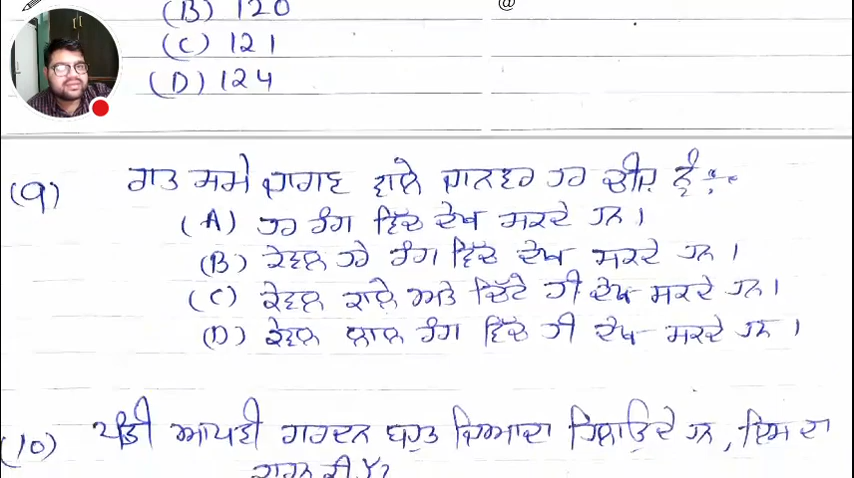 @
(B) 120
(C) 121
(D) 124
(9) ਰਾਤ ਸਮੇਂ ਜਾਗਣ ਵਾਲੇ ਜਾਨਵਰ ਹਰ ਚੀਜ਼ ਨੂੰ :-
(A) ਹਰ ਰੰਗ ਵਿੱਚ ਦੇਖ ਸਕਦੇ ਹਨ।
(B) ਕੇਵਲ ਹਰੇ ਰੰਗ ਵਿੱਚ ਦੇਖ ਸਕਦੇ ਹਨ।
(C) ਕੇਵਲ ਕਾਲੇ ਅਤੇ ਚਿੱਟੇ ਹੀ ਦੇਖ ਸਕਦੇ ਹਨ।
(D) ਕੇਵਲ ਲਾਲ ਰੰਗ ਵਿੱਚ ਹੀ ਦੇਖ ਸਕਦੇ ਹਨ।
(10) ਪੰਛੀ ਆਪਣੀ ਗਰਦਨ ਬਹੁਤ ਜ਼ਿਆਦਾ ਹਿਲਾਉਂਦੇ ਹਨ, ਇਸ ਦਾ